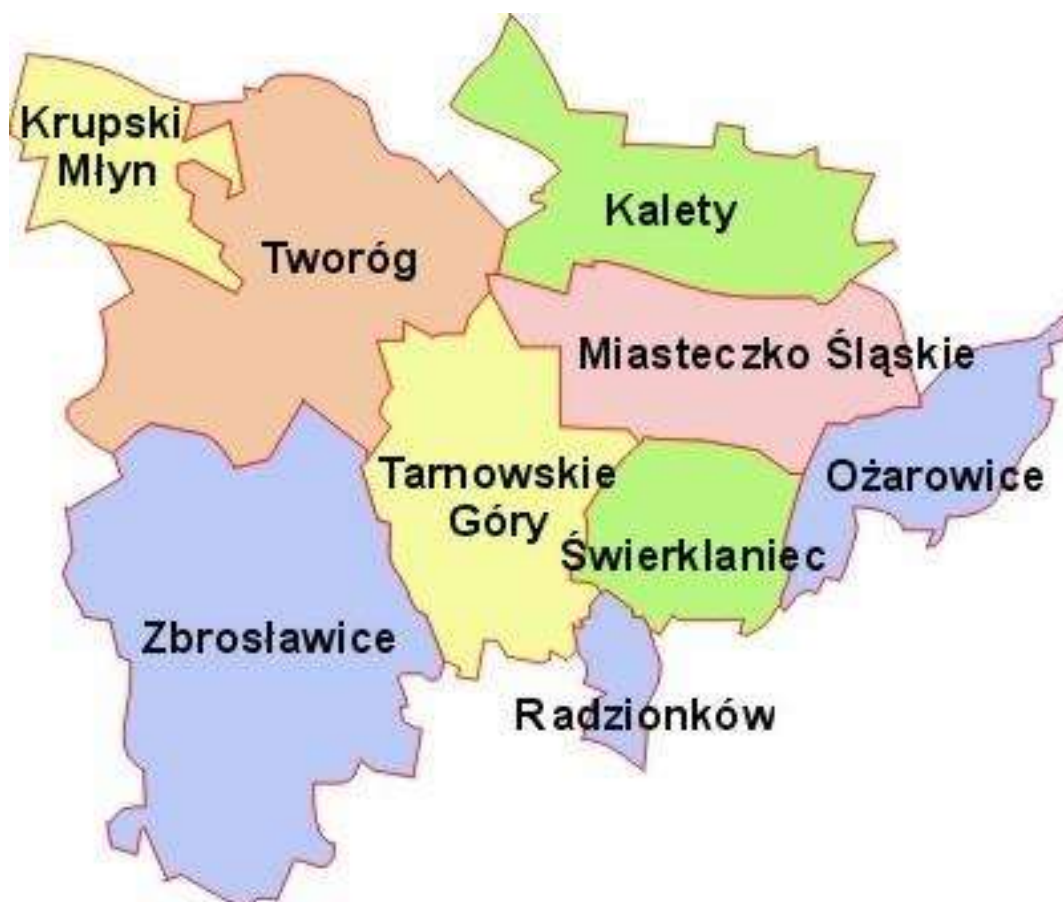 Krupski
Młyn
Kalety
Tworóg
Miasteczko Śląskie
Tarnowskie
Góry
Ożarowice
Świerklaniec
Zbrosławice
Radzionków